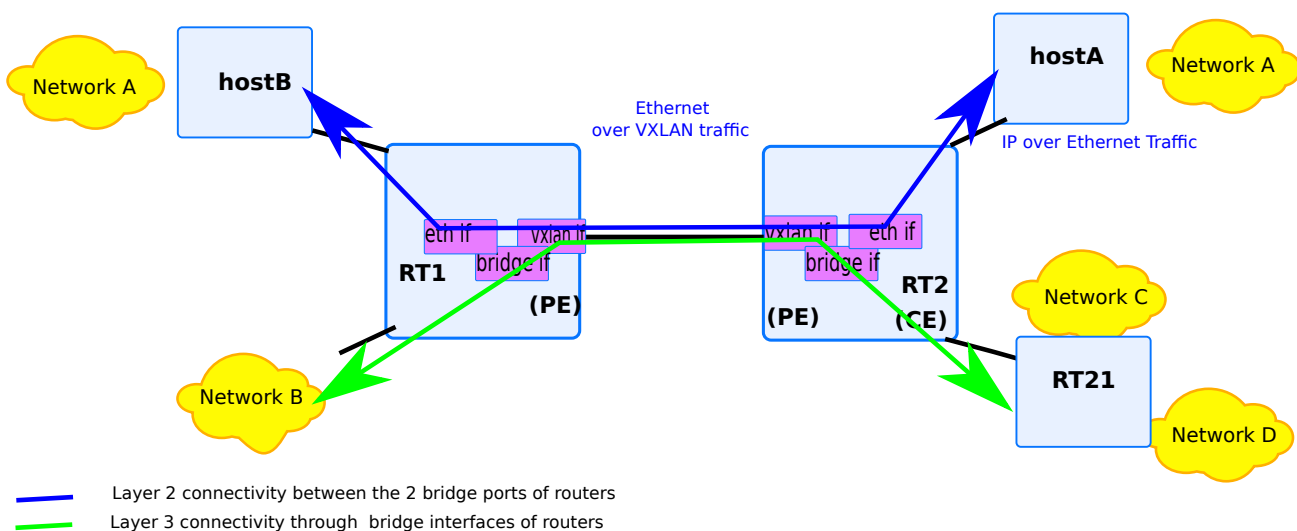 hostA
hostB
Network A
Network A
Ethernet
over VXLAN traffic
IP over Ethernet Traffic
eth if
vxlan if
vxlan if
eth if
bridge if
bridge if
RT1
RT2
(PE)
(PE)
(CE)
Network C
RT21
Network B
Network D
Layer 2 connectivity between the 2 bridge ports of routers
Layer 3 connectivity through  bridge interfaces of routers